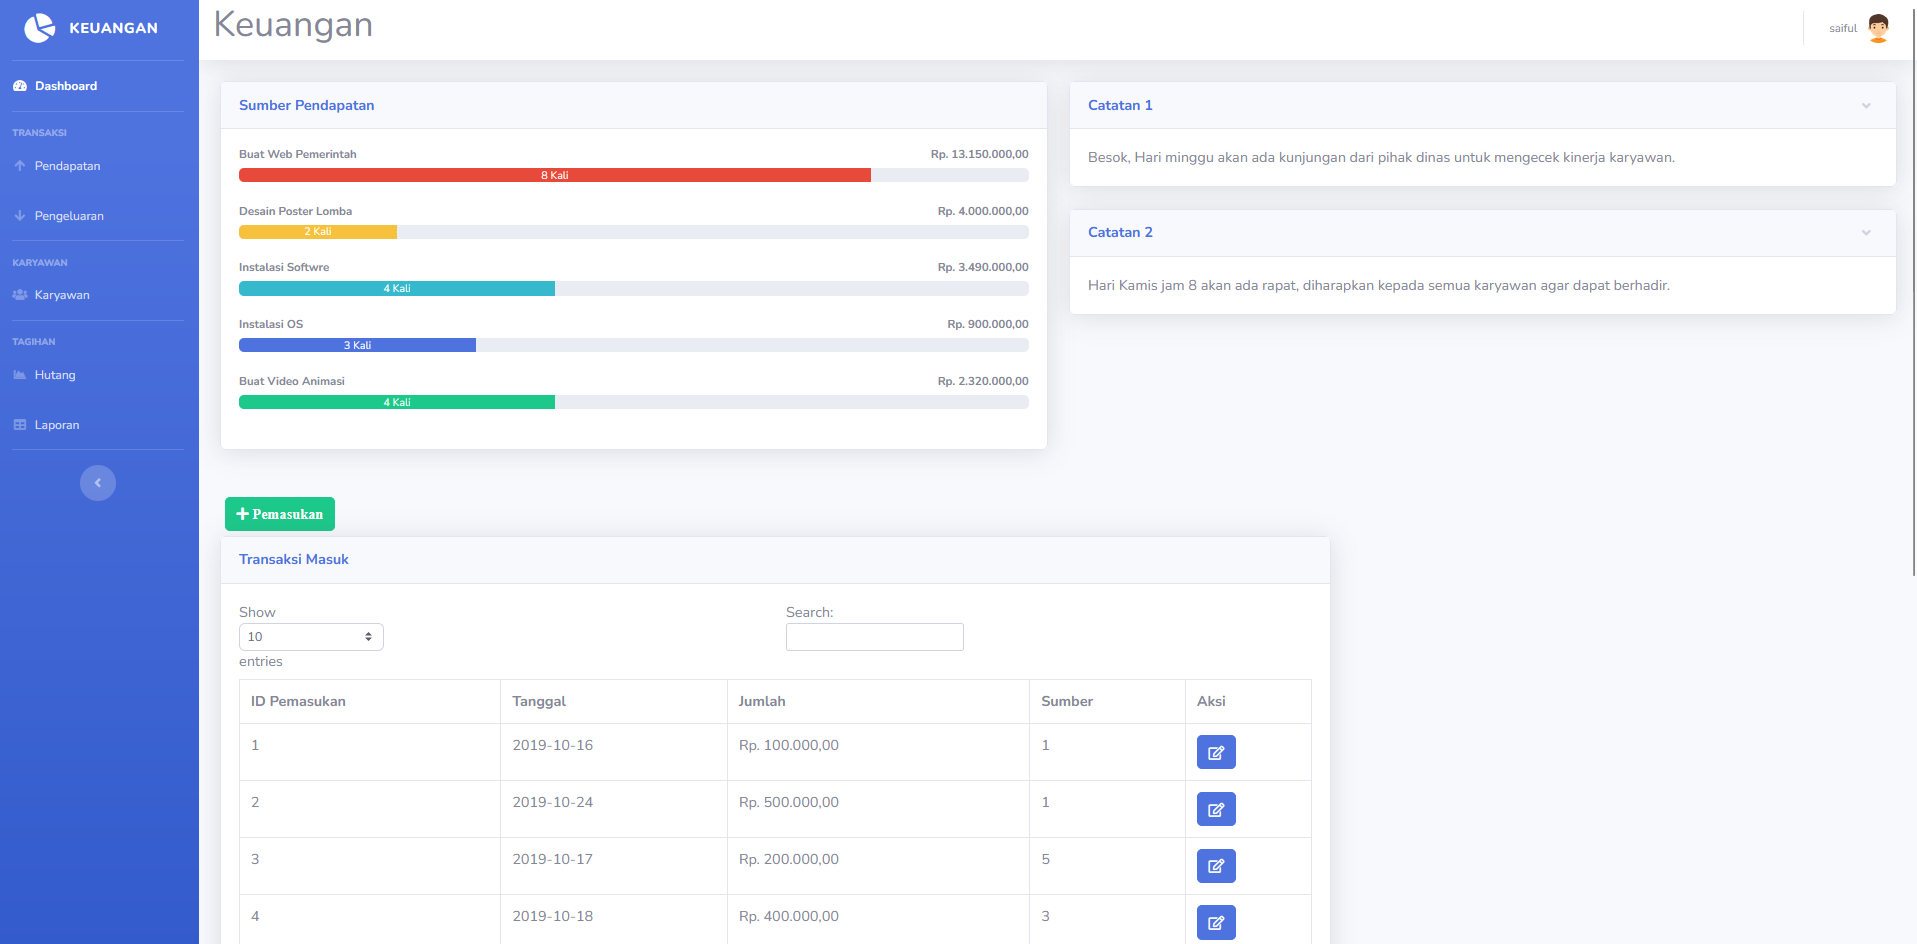 KEUANGAN
Dashboard
TRANSAKSI
Pendapatan
Pengeluaran
KARYAWAN
Karyawan
TAGIHAN
Hutang
Laporan
Keuangan
saiful
Sumber Pendapatan
Buat Web Pemerintah Rp. 13.150.000,00
8 Kali
Desain Poster Lomba Rp. 4.000.000,00
2 Kali
Instalasi Softwre Rp. 3.490.000,00
4 Kali
Instalasi OS Rp. 900.000,00
3 Kali
Buat Video Animasi Rp. 2.320.000,00
4 Kali
Catatan 1
Besok, Hari minggu akan ada kunjungan dari pihak dinas untuk mengecek kinerja karyawan.
Catatan 2
Hari Kamis jam 8 akan ada rapat, diharapkan kepada semua karyawan agar dapat berhadir.
Pemasukan
Transaksi Masuk
Show Search:
10
entries
ID Pemasukan Tanggal Jumlah Sumber Aksi
1 2019-10-16 Rp. 100.000,00 1
2 2019-10-24 Rp. 500.000,00 1
3 2019-10-17 Rp. 200.000,00 5
4 2019-10-18 Rp. 400.000,00 3